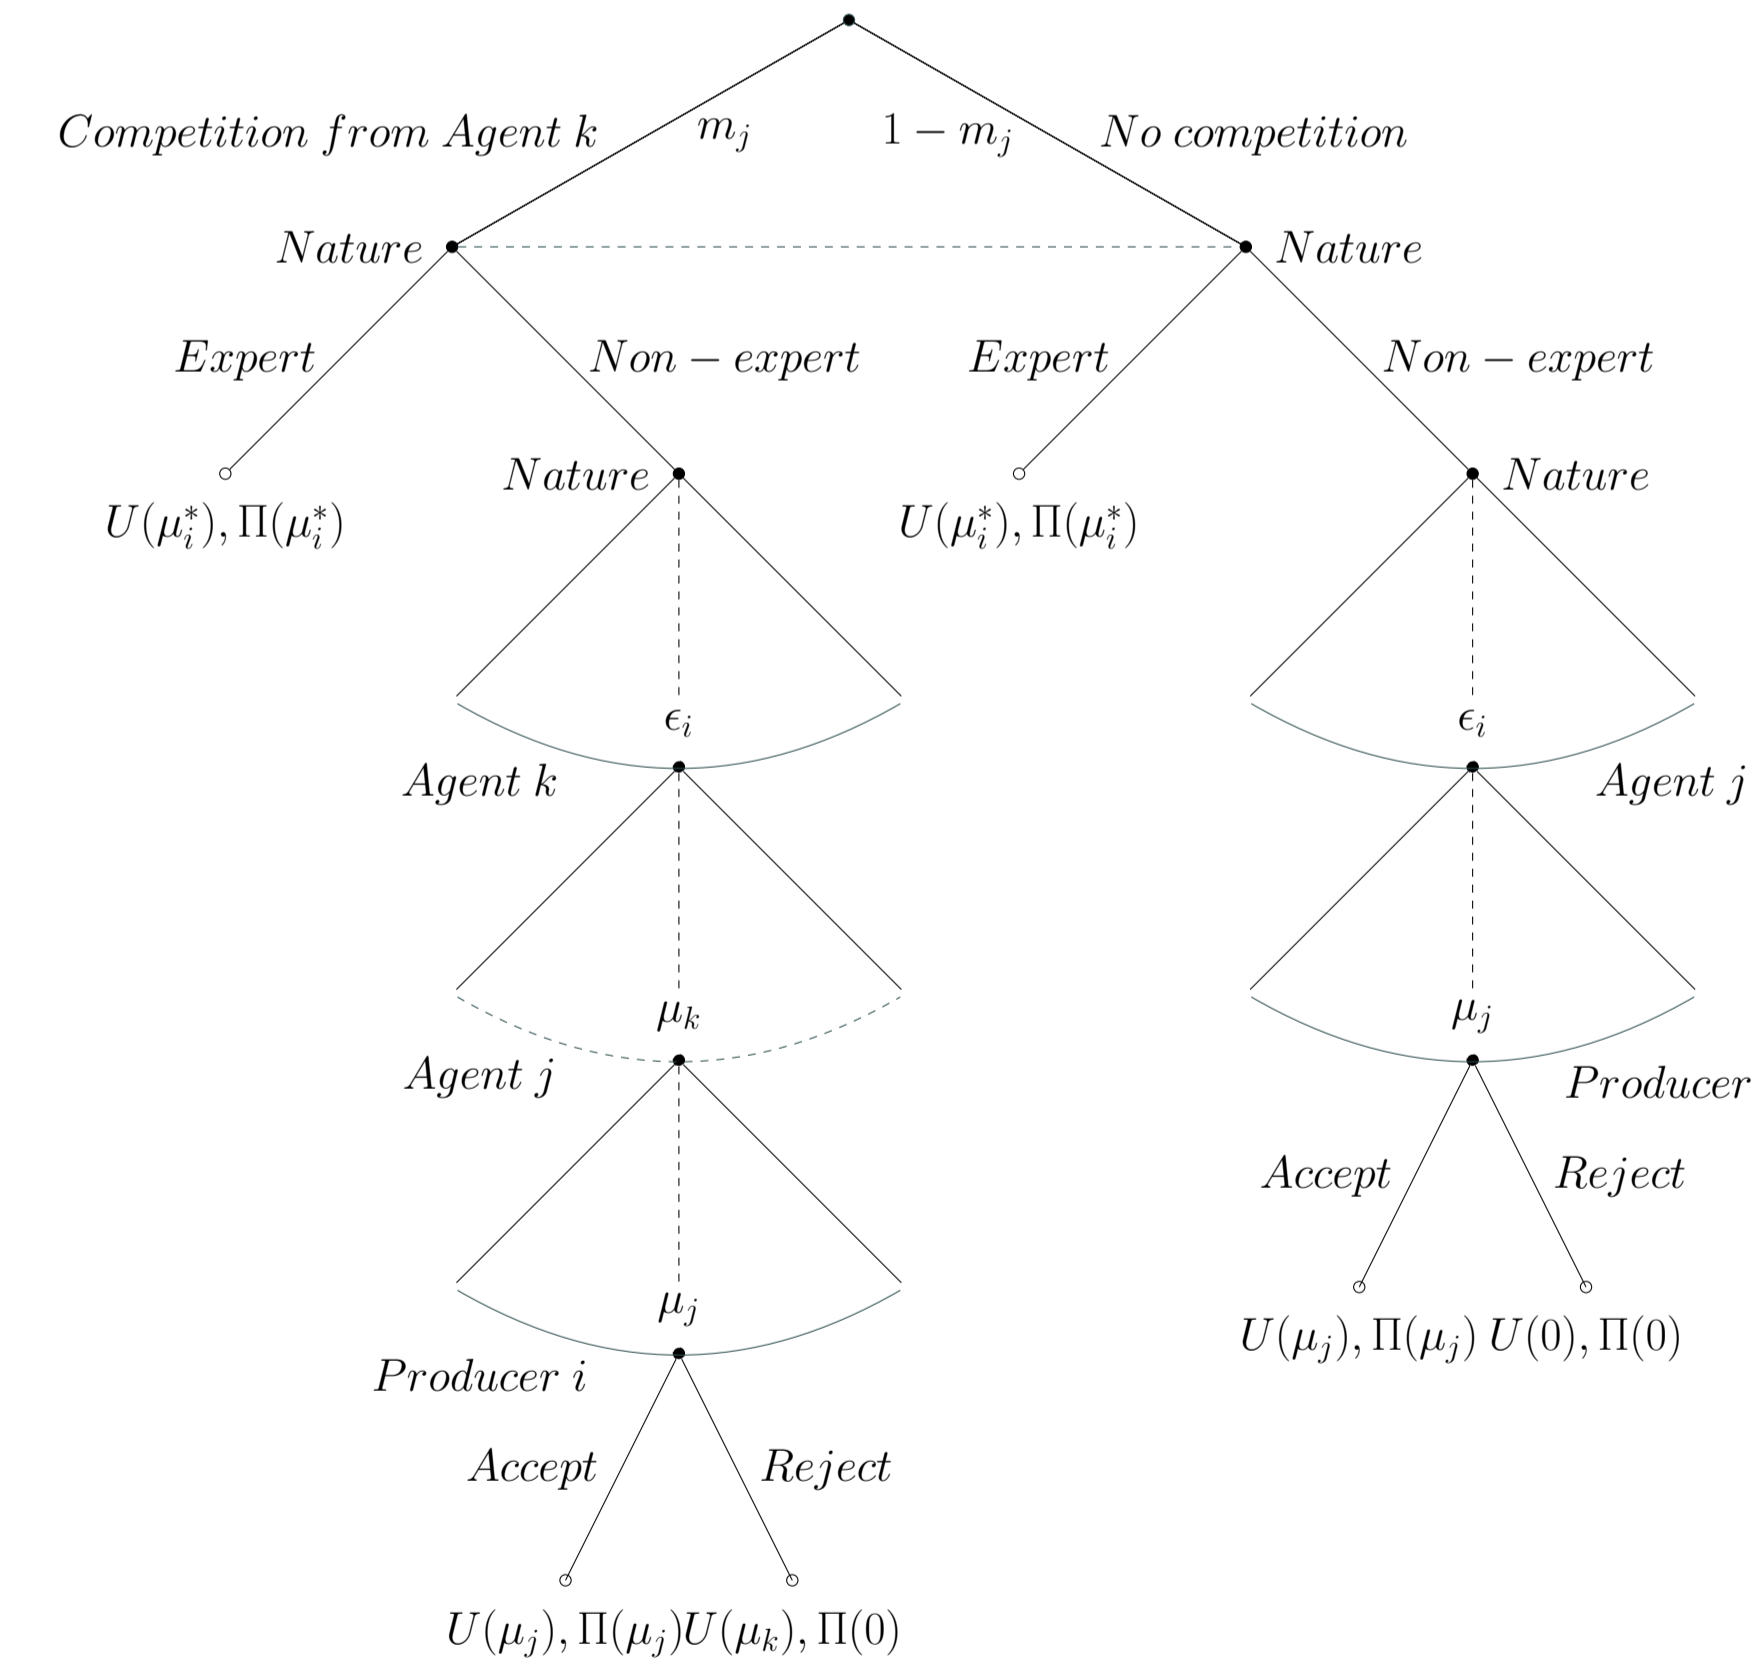 Competition from Agent k m_j 1 − m_j No competition
Nature Nature
Expert Non − expert Expert Non − expert
Nature Nature
U(μ_i^*), Π(μ_i^*) U(μ_i^*), Π(μ_i^*)
ϵ_i ϵ_i
Agent k Agent j
μ_k μ_j
Agent j Producer
Accept Reject
μ_j
U(μ_j), Π(μ_j) U(0), Π(0)
Producer i
Accept Reject
U(μ_j), Π(μ_j)U(μ_k), Π(0)